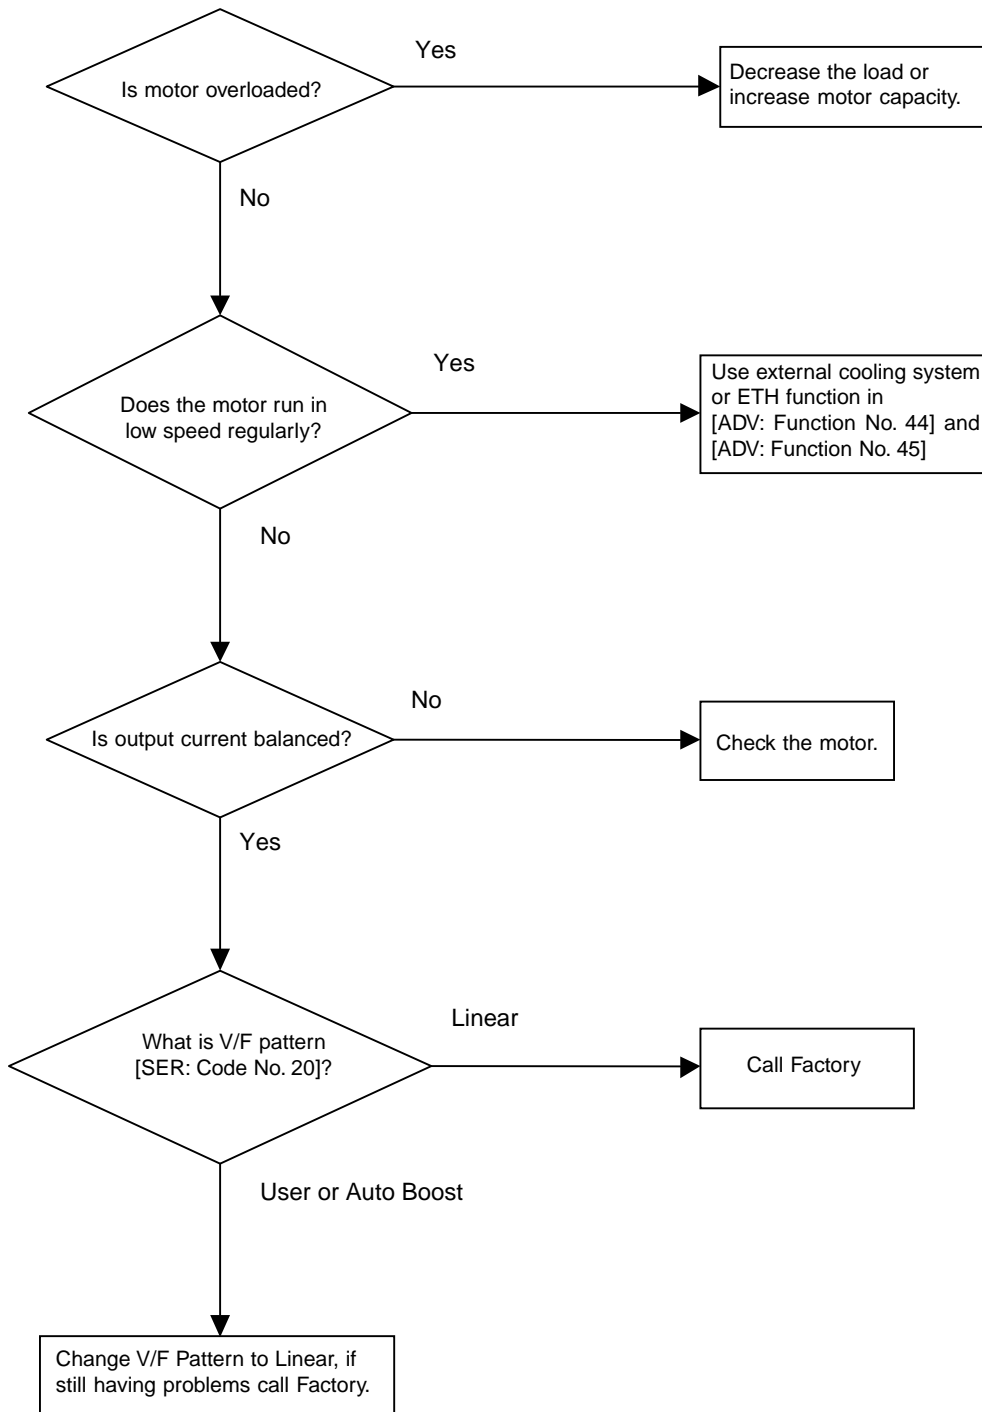 Yes
Is motor overloaded?
Decrease the load or
increase motor capacity.
No
Yes
Does the motor run in
low speed regularly?
Use external cooling system
or ETH function in
[ADV: Function No. 44] and
[ADV: Function No. 45]
No
No
Is output current balanced?
Check the motor.
Yes
Linear
What is V/F pattern
[SER: Code No. 20]?
Call Factory
User or Auto Boost
Change V/F Pattern to Linear, if
still having problems call Factory.